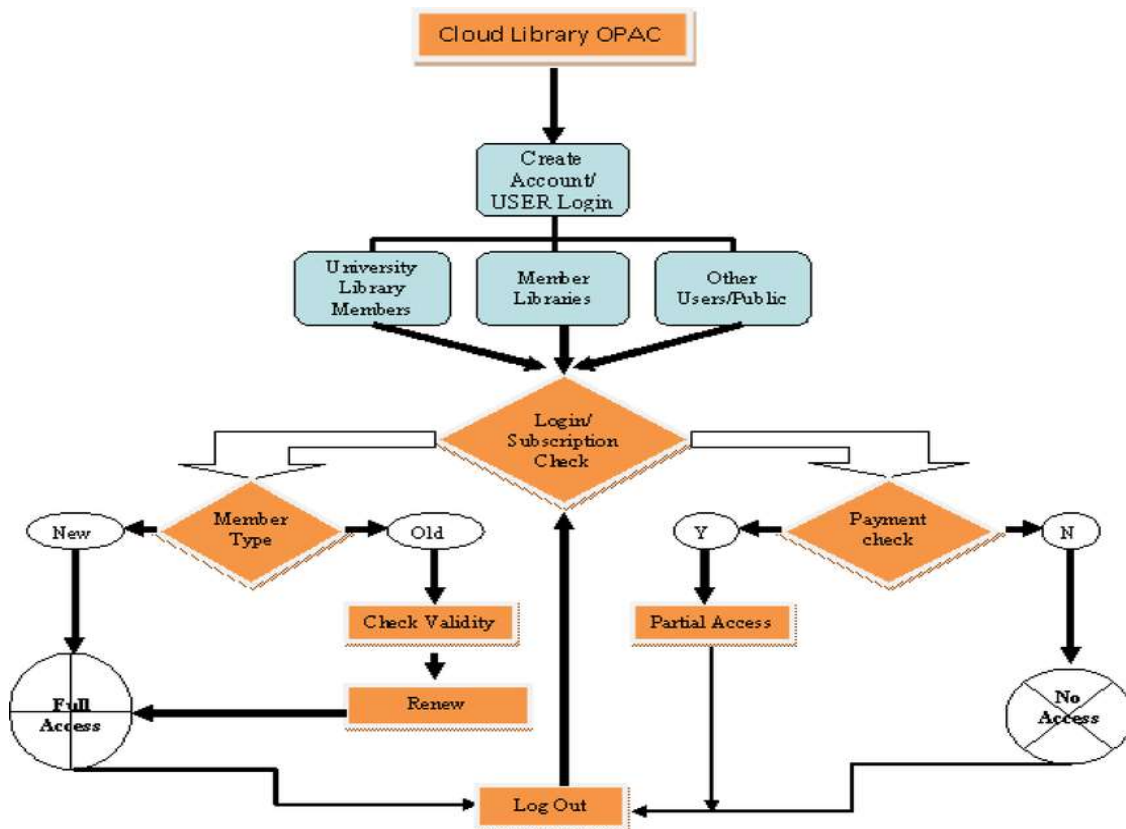 Cloud Library OPAC
Create
Account/
USER Login
University
Library
Members
Member
Libraries
Other
Users/Public
Login/
Subscription
Check
Member
Type
New
Old
Payment
check
Y
N
Check Validity
Partial Access
Renew
Full
Access
No
Access
Log Out